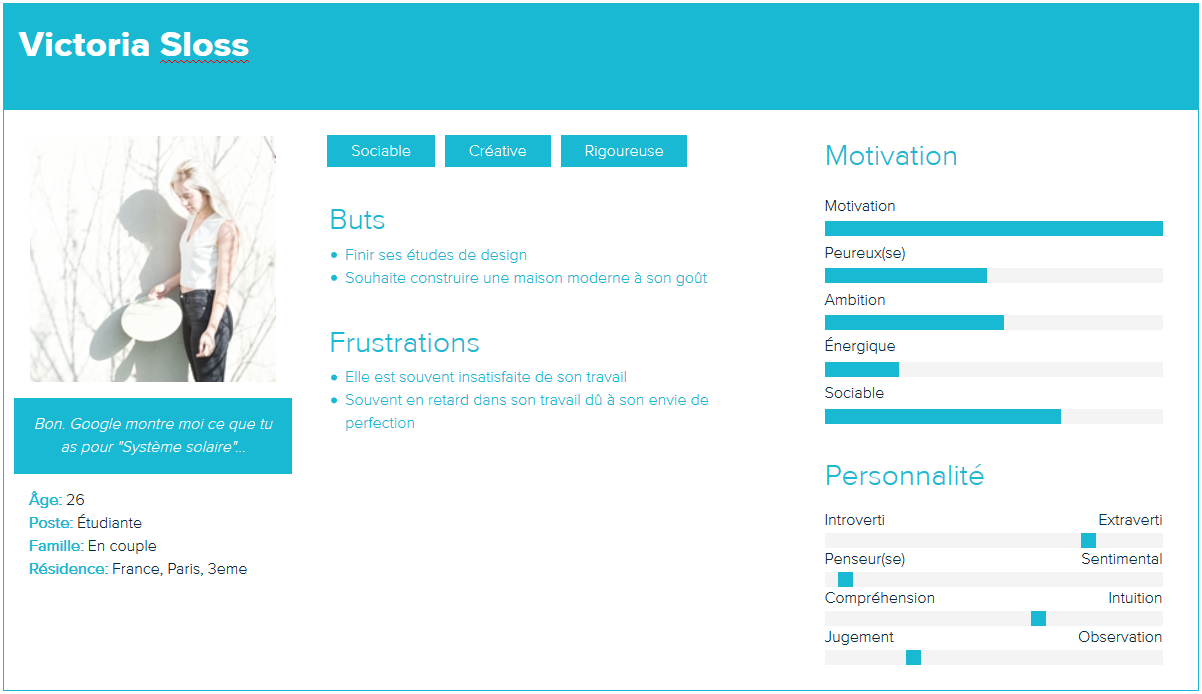 Victoria Sloss
Bon. Google montre moi ce que tu
as pour "Système solaire"...
Âge: 26
Poste: Étudiante
Famille: En couple
Résidence: France, Paris, 3eme
Sociable Créative Rigoureuse
Buts
Finir ses études de design
Souhaite construire une maison moderne à son goût
Frustrations
Elle est souvent insatisfaite de son travail
Souvent en retard dans son travail dû à son envie de
perfection
Motivation
Motivation
Peureux(se)
Ambition
Énergique
Sociable
Personnalité
Introverti Extraverti
Penseur(se) Sentimental
Compréhension Intuition
Jugement Observation